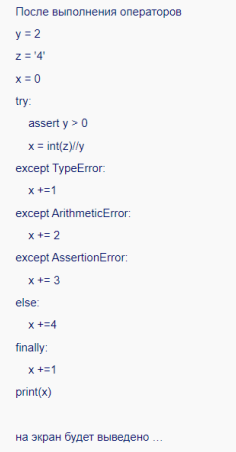 После выполнения операторов
y = 2
z = '4'
x = 0
try:
assert y > 0
x = int(z)//y
except TypeError:
x +=1
except ArithmeticError:
x += 2
except AssertionError:
x += 3
else:
x +=4
finally:
x +=1
print(x)
на экран будет выведено ...